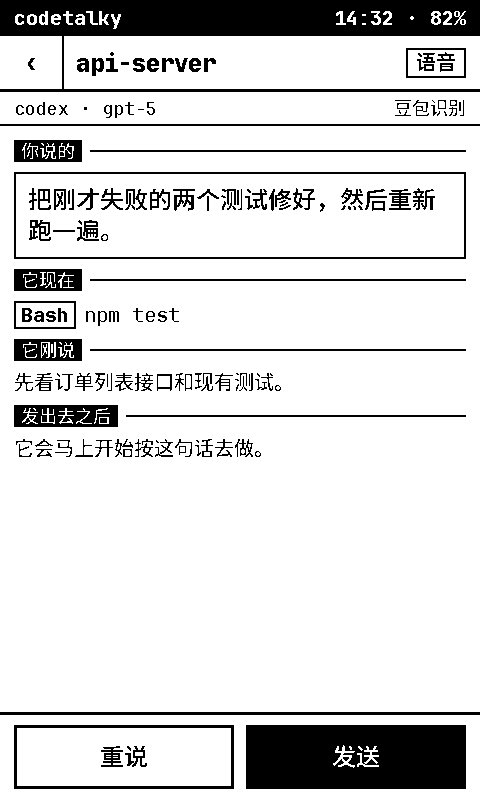 codetalky 14:32 · 82%
‹ api-server 语音
codex · gpt-5 豆包识别
你说的
把刚才失败的两个测试修好，然后重新
跑一遍。
它现在
Bash npm test
它刚说
先看订单列表接口和现有测试。
发出去之后
它会马上开始按这句话去做。
重说 发送